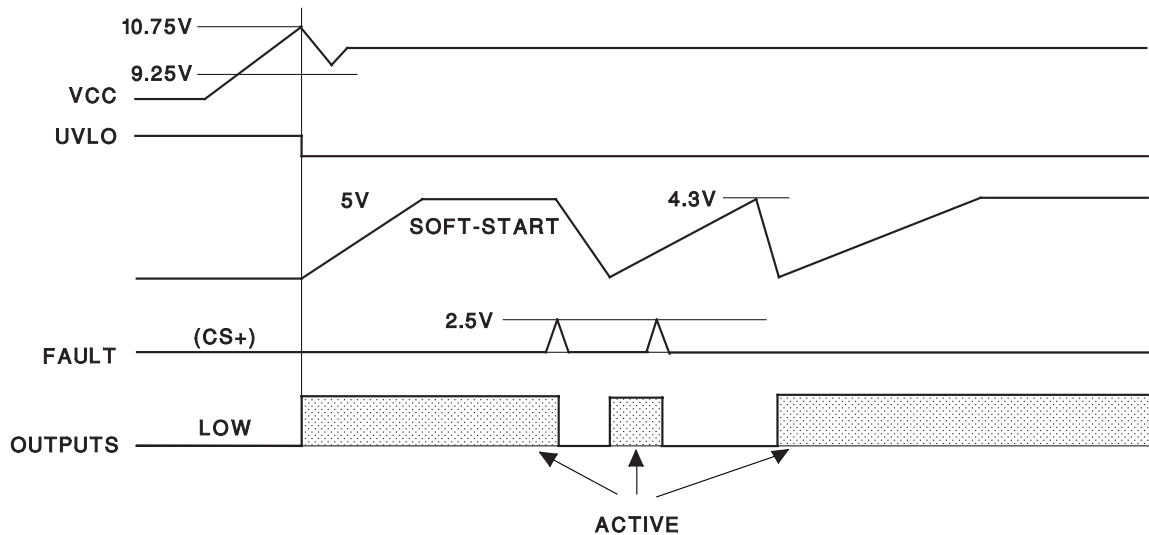 10.75V
9.25V
VCC
UVLO
5V
4.3V
SOFT-START
2.5V
(CS+)
FAULT
LOW
OUTPUTS
ACTIVE